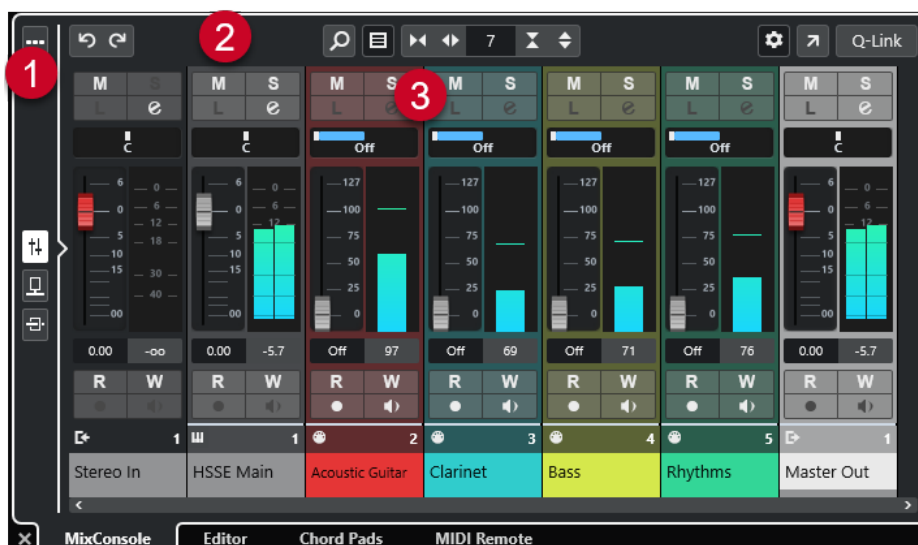 1
2
3
7
Q-Link
M S M S M S M S M S M S M S
L e L e L e L e L e L e L e
C C Off Off Off Off C
6 0 6 0 127 127 127 127 6 0
0 6 0 6 100 100 100 100 0 6
12 12 12
5 18 5 75 75 75 75 5
10 10 50 50 50 50 10
15 30 15 25 25 25 25 15
40
00 00 0 0 0 0 00
0.00 -oo 0.00 -5.7 Off 97 Off 69 Off 71 Off 76 0.00 -5.7
R W R W R W R W R W R W R W
1 1 2 3 4 5 1
Stereo In HSSE Main Acoustic Guitar Clarinet Bass Rhythms Master Out
MixConsole Editor Chord Pads MIDI Remote